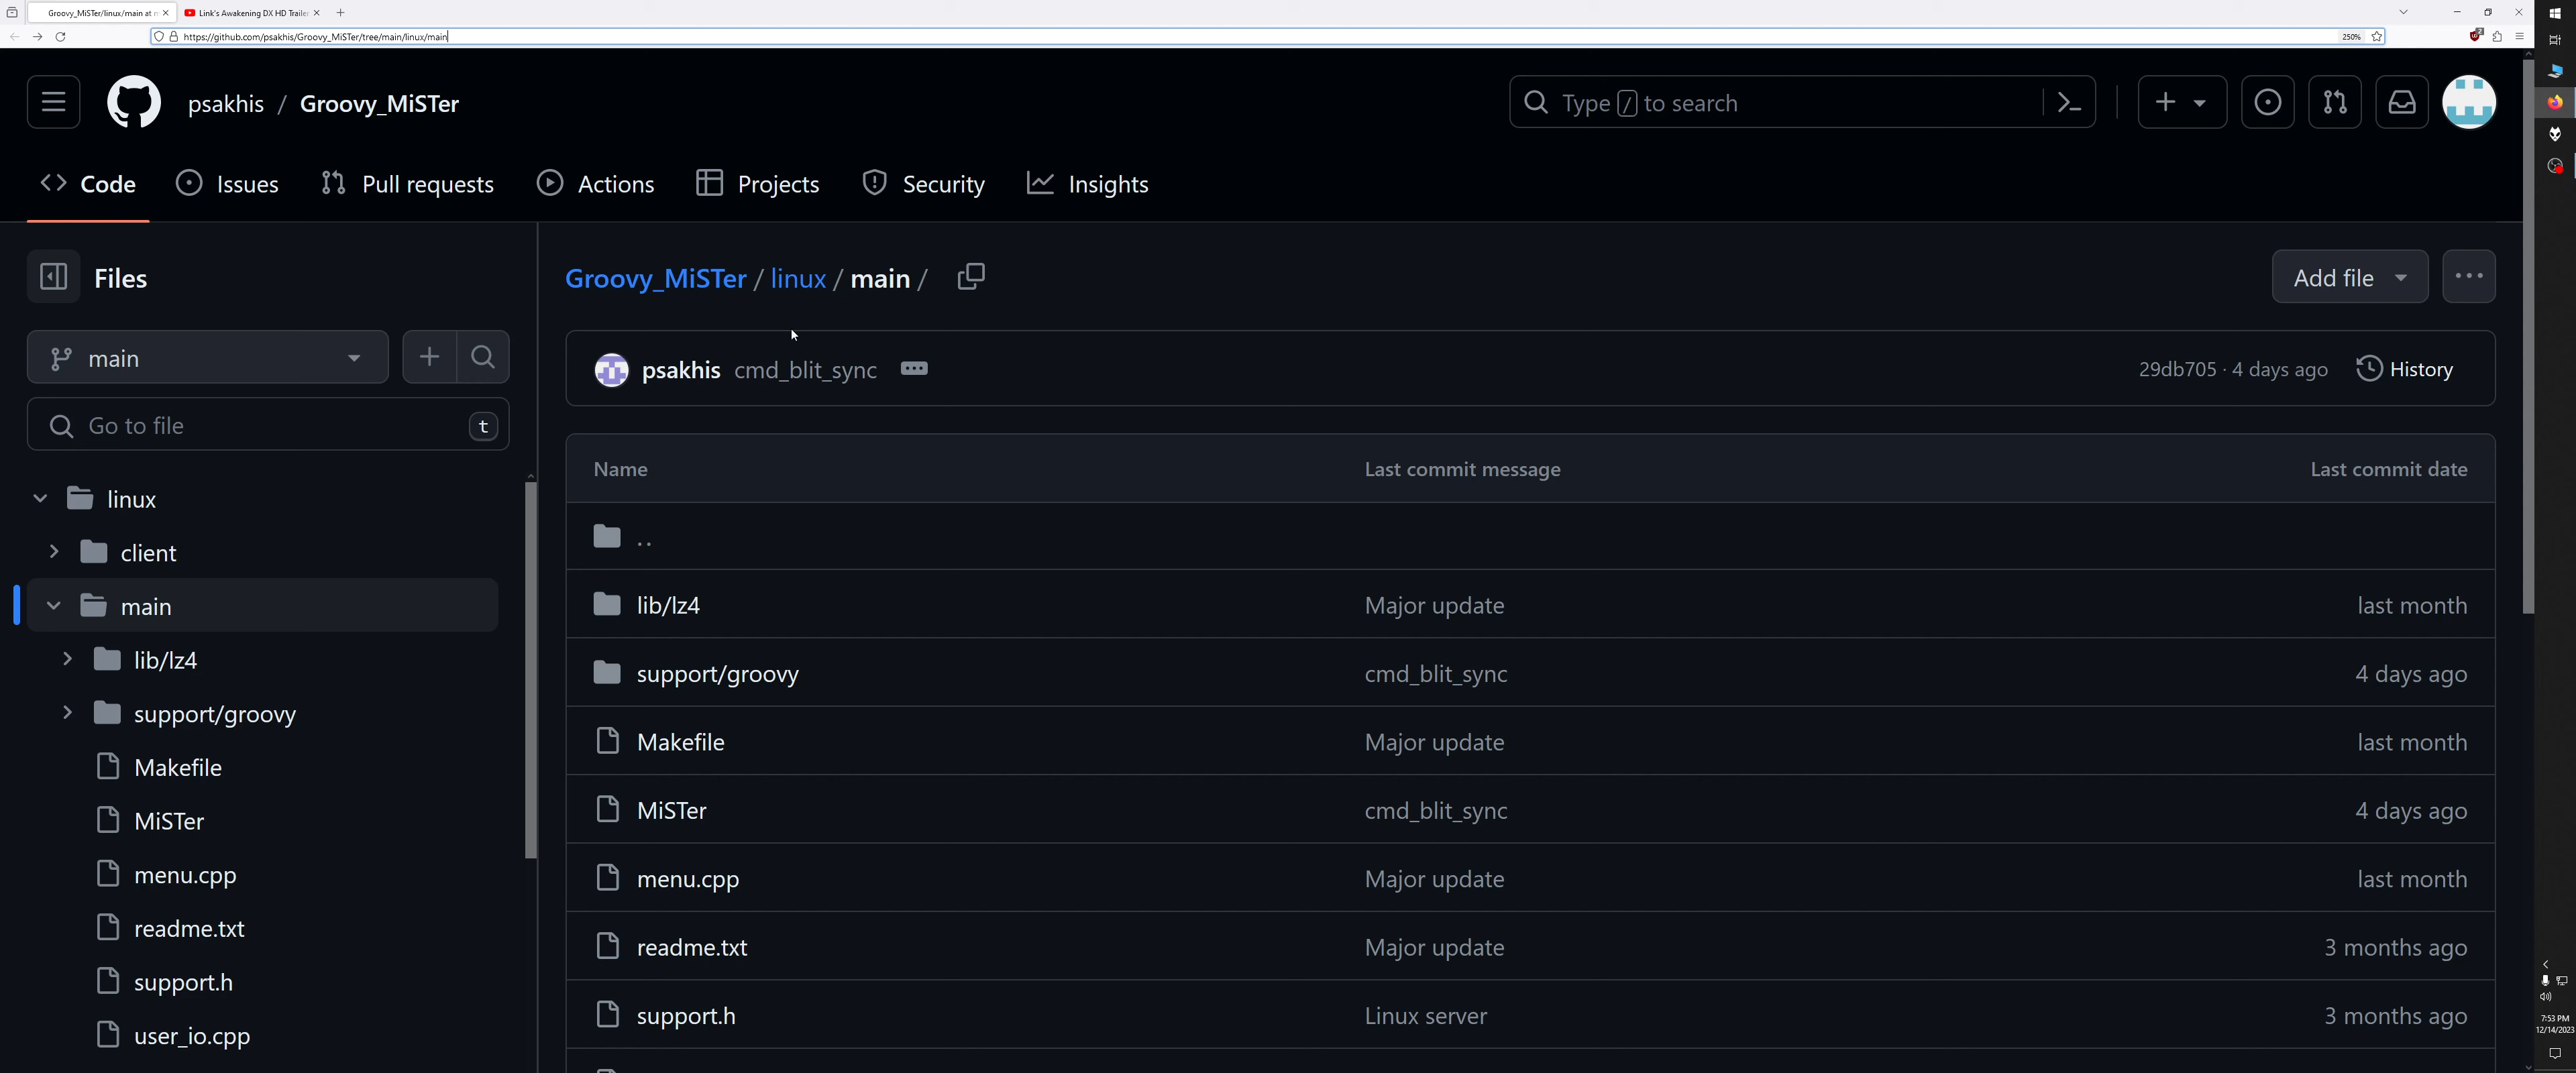 Groovy_MiSTer/linux/main at m
Link's Awakening DX HD Trailer
https://github.com/psakhis/Groovy_MiSTer/tree/main/linux/main
250%
2
psakhis / Groovy_MiSTer
Type / to search
Code
Issues
Pull requests
Actions
Projects
Security
Insights
Files
main
Go to file
t
linux
client
main
lib/lz4
support/groovy
Makefile
MiSTer
menu.cpp
readme.txt
support.h
user_io.cpp
Groovy_MiSTer / linux / main /
Add file
psakhis cmd_blit_sync
29db705 · 4 days ago
History
Name Last commit message Last commit date
..
lib/lz4 Major update last month
support/groovy cmd_blit_sync 4 days ago
Makefile Major update last month
MiSTer cmd_blit_sync 4 days ago
menu.cpp Major update last month
readme.txt Major update 3 months ago
support.h Linux server 3 months ago
7:53 PM
12/14/2023